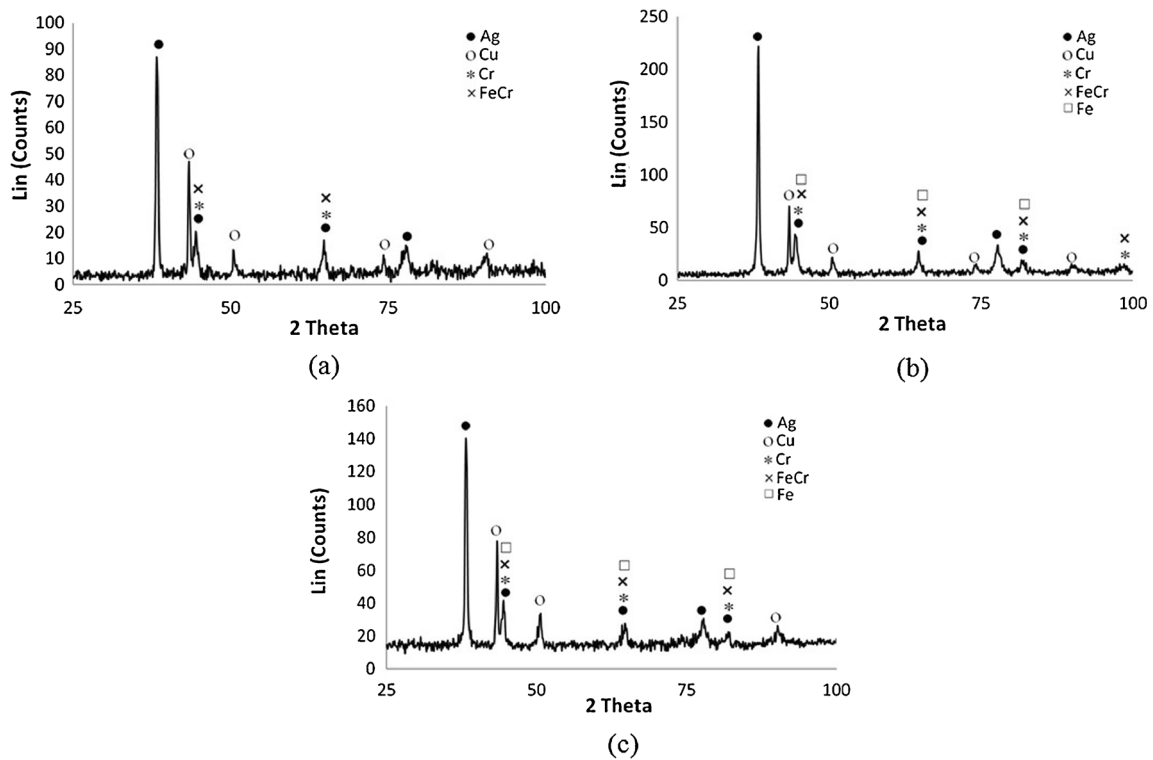 100
90
80
70
60
50
40
30
20
10
0
Lin (Counts)
● Ag
○ Cu
* Cr
× FeCr
25 50 75 100
2 Theta
(a)
250
200
150
100
50
0
Lin (Counts)
● Ag
○ Cu
* Cr
× FeCr
□ Fe
25 50 75 100
2 Theta
(b)
160
140
120
100
80
60
40
20
0
Lin (Counts)
● Ag
○ Cu
* Cr
× FeCr
□ Fe
25 50 75 100
2 Theta
(c)